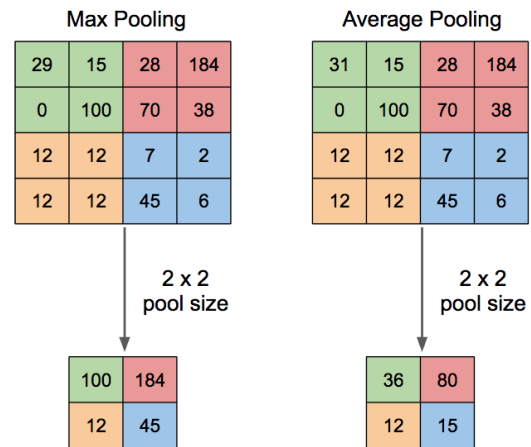 Max Pooling
29 15 28 184
0 100 70 38
12 12 7 2
12 12 45 6
2 x 2
pool size
100 184
12 45
Average Pooling
31 15 28 184
0 100 70 38
12 12 7 2
12 12 45 6
2 x 2
pool size
36 80
12 15